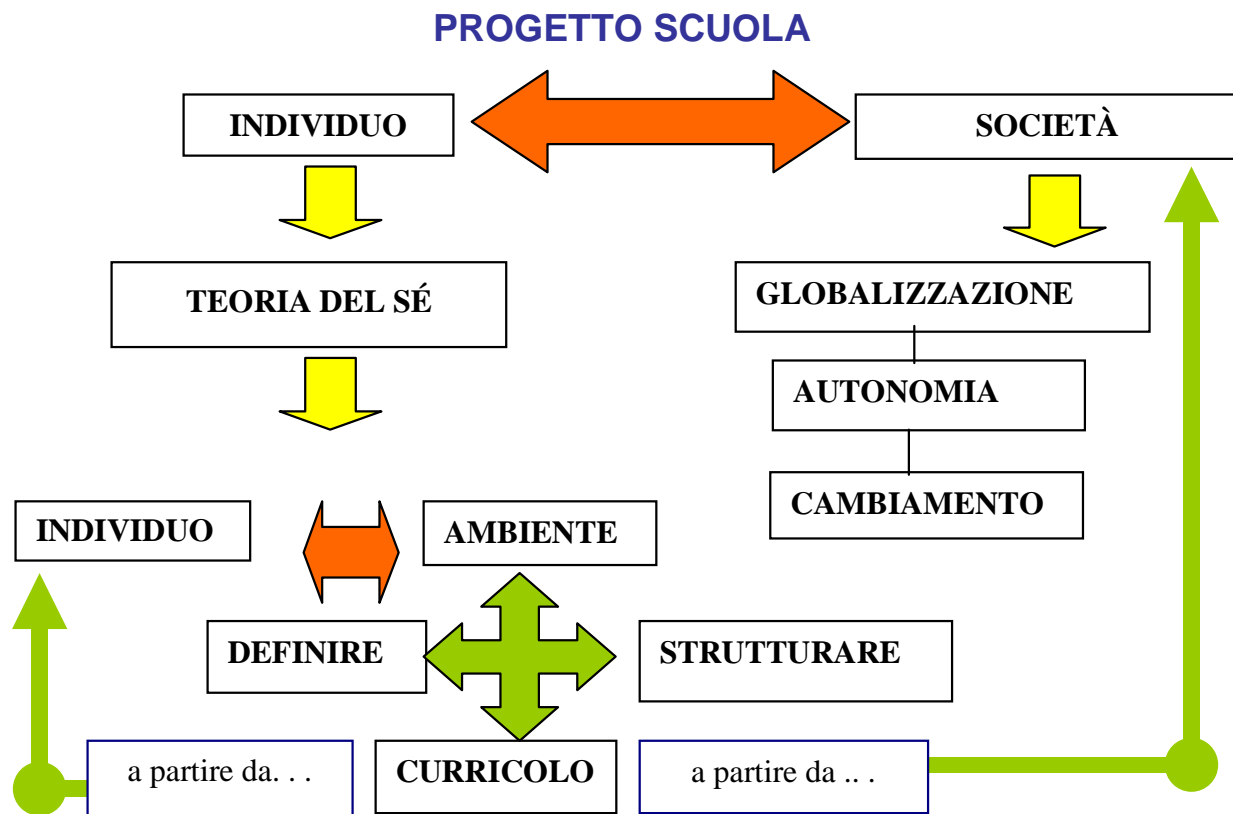 PROGETTO SCUOLA
INDIVIDUO
SOCIETÀ
TEORIA DEL SÉ
GLOBALIZZAZIONE
AUTONOMIA
CAMBIAMENTO
INDIVIDUO
AMBIENTE
DEFINIRE
STRUTTURARE
a partire da. . .
CURRICOLO
a partire da .. .